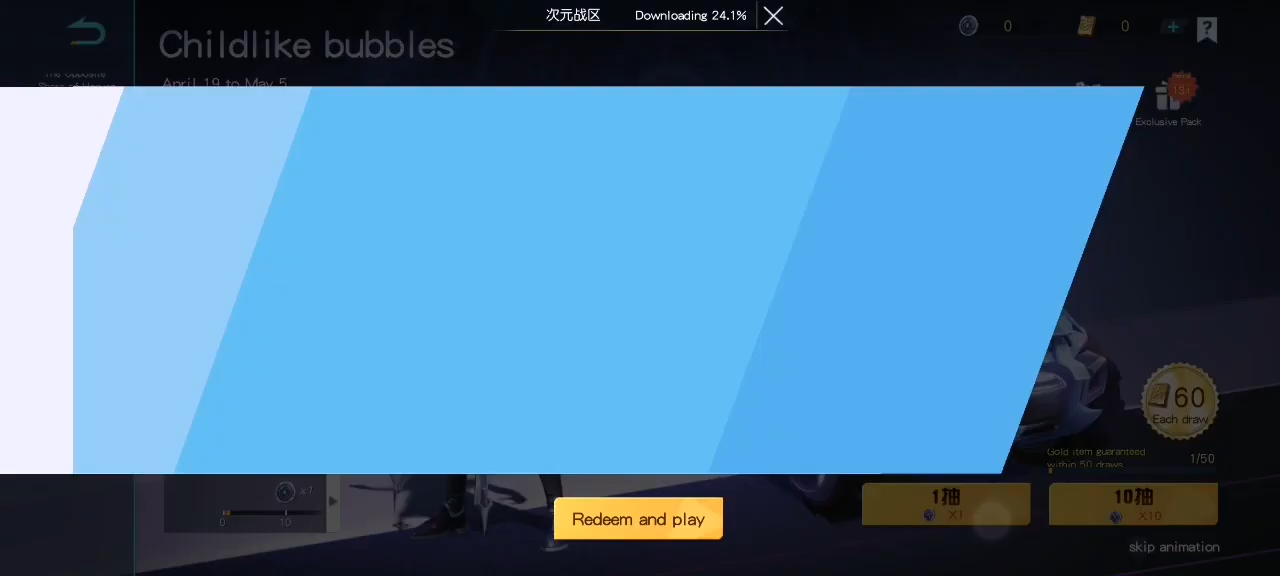 次元战区 Downloading 24.1%
Childlike bubbles
0 0
April 19 to May 5
Exclusive Pack
60
Each draw
Gold item guaranteed
within 50 draws
1/50
x7
0 10
1抽
X1
10抽
X10
Redeem and play
skip animation